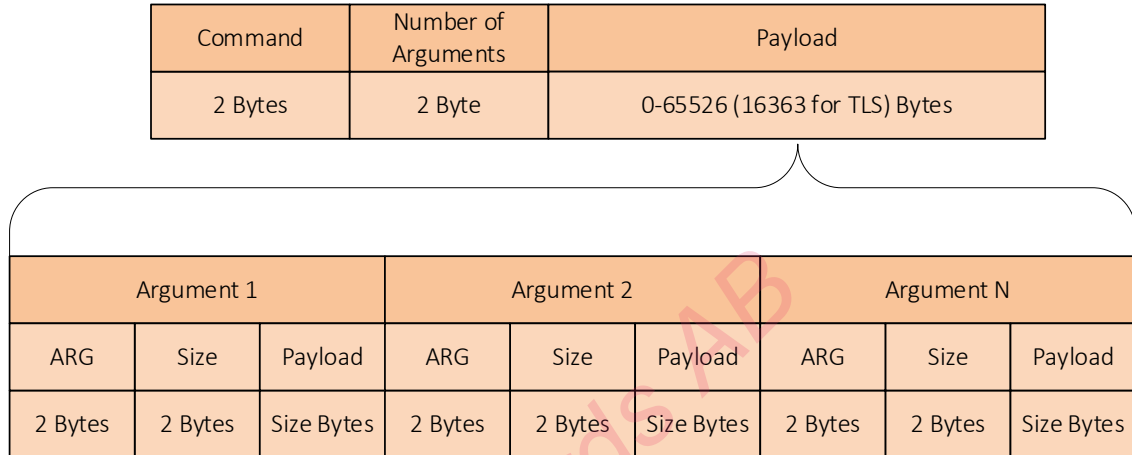 Command
Number of
Arguments
Payload
2 Bytes
2 Byte
0-65526 (16363 for TLS) Bytes
Argument 1
Argument 2
Argument N
ARG
Size
Payload
ARG
Size
Payload
ARG
Size
Payload
2 Bytes
2 Bytes
Size Bytes
2 Bytes
2 Bytes
Size Bytes
2 Bytes
2 Bytes
Size Bytes
AB